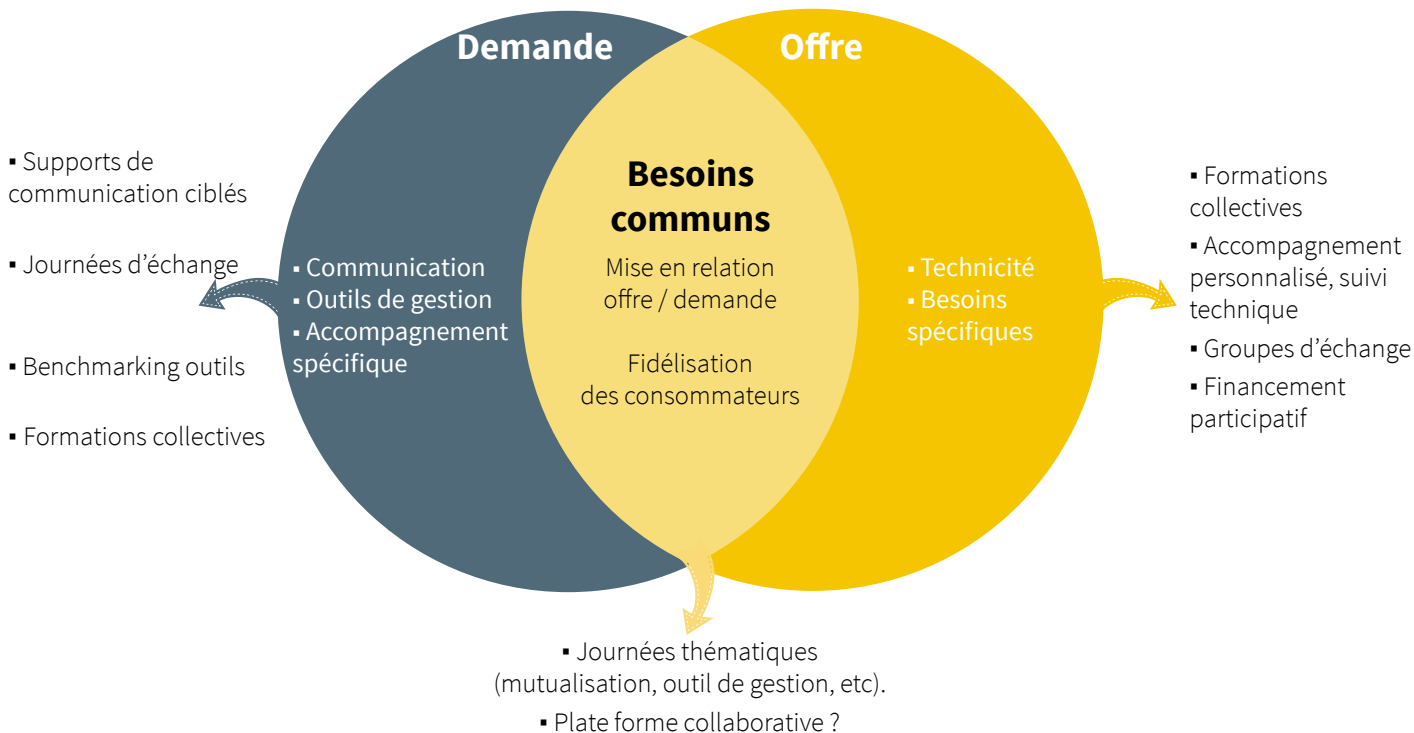 Demande
Offre
▪ Supports de
communication ciblés
▪ Journées d’échange
▪ Benchmarking outils
▪ Formations collectives
▪ Communication
▪ Outils de gestion
▪ Accompagnement
spécifique
Besoins
communs
Mise en relation
offre / demande
Fidélisation
des consommateurs
▪ Technicité
▪ Besoins
spécifiques
▪ Formations
collectives
▪ Accompagnement
personnalisé, suivi
technique
▪ Groupes d’échange
▪ Financement
participatif
▪ Journées thématiques
(mutualisation, outil de gestion, etc).
▪ Plate forme collaborative ?